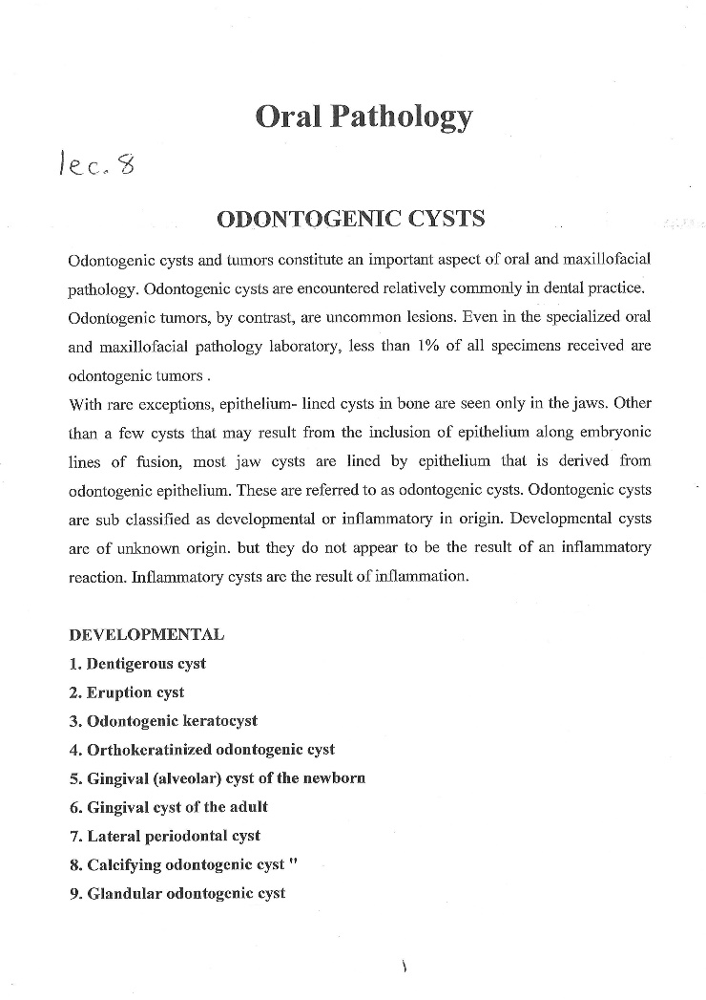 Oral Pathology
lec. 8
ODONTOGENIC CYSTS
Odontogenic cysts and tumors constitute an important aspect of oral and maxillofacial
pathology. Odontogenic cysts are encountered relatively commonly in dental practice.
Odontogenic tumors, by contrast, are uncommon lesions. Even in the specialized oral
and maxillofacial pathology laboratory, less than 1% of all specimens received are
odontogenic tumors .
With rare exceptions, epithelium- lined cysts in bone are seen only in the jaws. Other
than a few cysts that may result from the inclusion of epithelium along embryonic
lines of fusion, most jaw cysts are lined by epithelium that is derived from
odontogenic epithelium. These are referred to as odontogenic cysts. Odontogenic cysts
are sub classified as developmental or inflammatory in origin. Developmental cysts
are of unknown origin. but they do not appear to be the result of an inflammatory
reaction. Inflammatory cysts are the result of inflammation.
DEVELOPMENTAL
1. Dentigerous cyst
2. Eruption cyst
3. Odontogenic keratocyst
4. Orthokeratinized odontogenic cyst
5. Gingival (alveolar) cyst of the newborn
6. Gingival cyst of the adult
7. Lateral periodontal cyst
8. Calcifying odontogenic cyst "
9. Glandular odontogenic cyst
١